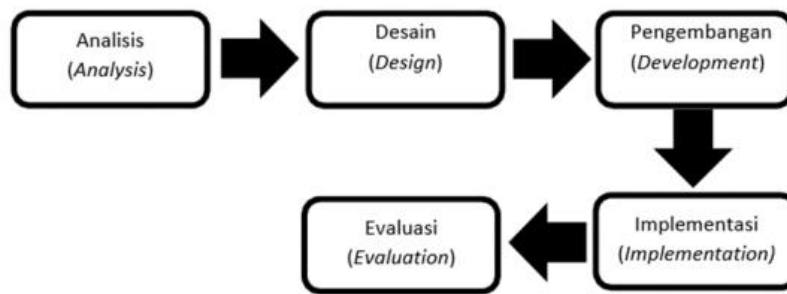 Analisis
(Analysis)
Desain
(Design)
Pengembangan
(Development)
Implementasi
(Implementation)
Evaluasi
(Evaluation)